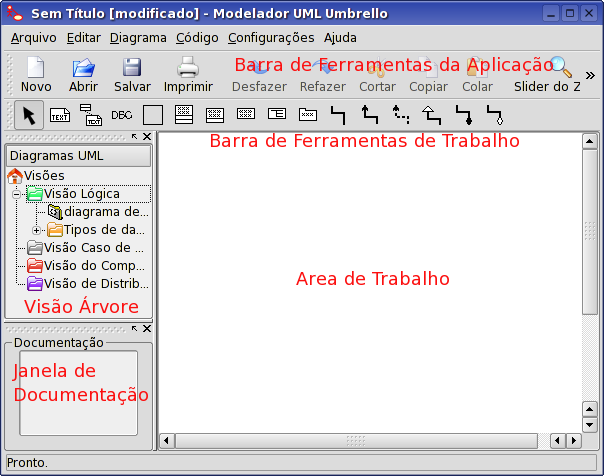 Sem Título [modificado] - Modelador UML Umbrello
Arquivo Editar Diagrama Código Configurações Ajuda
Barra de Ferramentas da Aplicação
Novo Abrir Salvar Imprimir Desfazer Refazer Cortar Copiar Colar Slider do Z »
TEXT TEXT DBC
Barra de Ferramentas de Trabalho
Diagramas UML
Visões
Visão Lógica
diagrama de...
Tipos de da...
Visão Caso de ...
Visão do Comp...
Visão de Distrib...
Visão Árvore
Area de Trabalho
Documentação
Janela de
Documentação
Pronto.